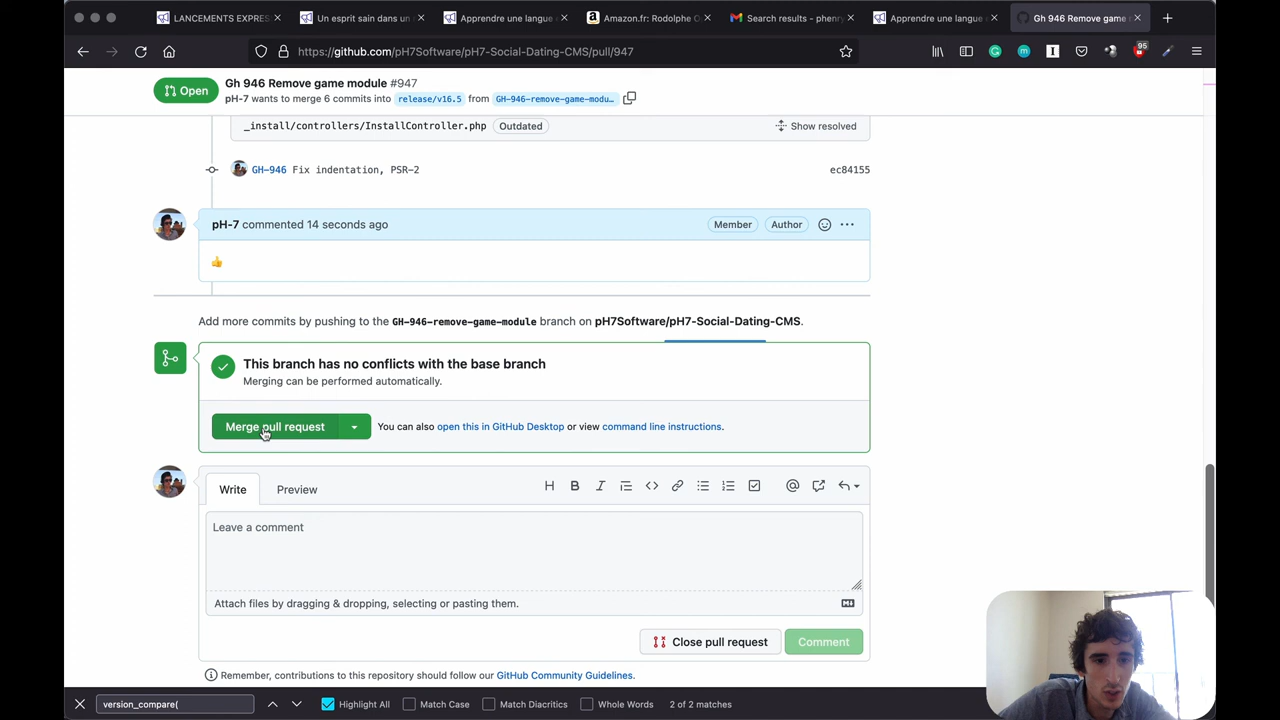 LANCEMENTS EXPRES
Un esprit sain dans un
Apprendre une langue
Amazon.fr: Rodolphe
Search results - phenry
Apprendre une langue
Gh 946 Remove game
https://github.com/pH7Software/pH7-Social-Dating-CMS/pull/947
95
Open
Gh 946 Remove game module #947
pH-7 wants to merge 6 commits into release/v16.5 from GH-946-remove-game-modu…
_install/controllers/InstallController.php Outdated Show resolved
GH-946 Fix indentation, PSR-2 ec84155
pH-7 commented 14 seconds ago Member Author
Add more commits by pushing to the GH-946-remove-game-module branch on pH7Software/pH7-Social-Dating-CMS.
This branch has no conflicts with the base branch
Merging can be performed automatically.
Merge pull request You can also open this in GitHub Desktop or view command line instructions.
Write Preview
Leave a comment
Attach files by dragging & dropping, selecting or pasting them.
Close pull request Comment
Remember, contributions to this repository should follow our GitHub Community Guidelines.
version_compare( Highlight All Match Case Match Diacritics Whole Words 2 of 2 matches